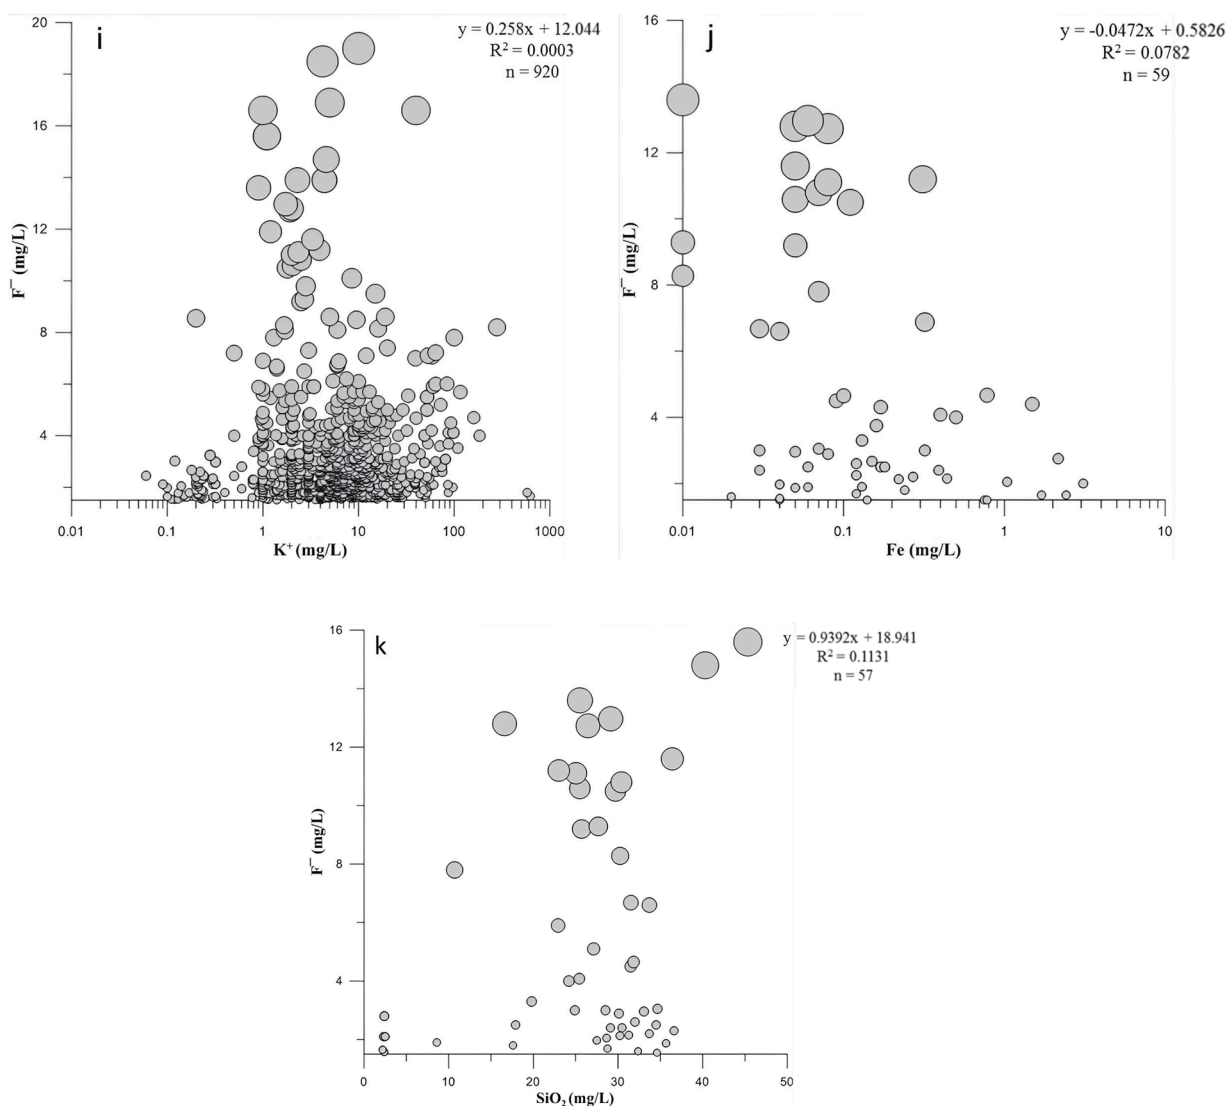 i
y = 0.258x + 12.044
R² = 0.0003
n = 920
20
16
12
8
4
F⁻ (mg/L)
0.01
0.1
1
10
100
1000
K⁺ (mg/L)
j
y = -0.0472x + 0.5826
R² = 0.0782
n = 59
16
12
8
4
F⁻ (mg/L)
0.01
0.1
1
10
Fe (mg/L)
k
y = 0.9392x + 18.941
R² = 0.1131
n = 57
16
12
8
4
F⁻ (mg/L)
0
10
20
30
40
50
SiO₂ (mg/L)